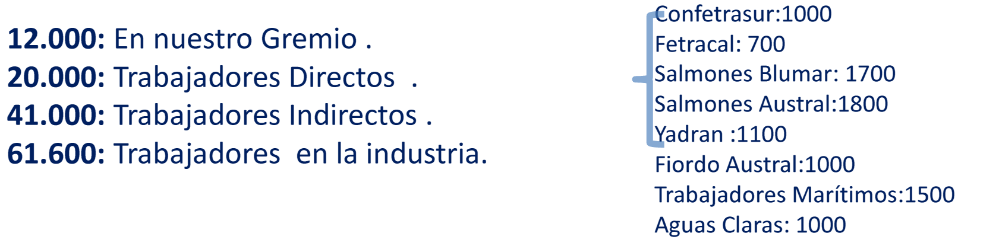 12.000: En nuestro Gremio .
20.000: Trabajadores Directos  .
41.000: Trabajadores Indirectos .
61.600: Trabajadores  en la industria.
Confetrasur:1000
Fetracal: 700
Salmones Blumar: 1700
Salmones Austral:1800
Yadran :1100
Fiordo Austral:1000
Trabajadores Marítimos:1500
Aguas Claras: 1000